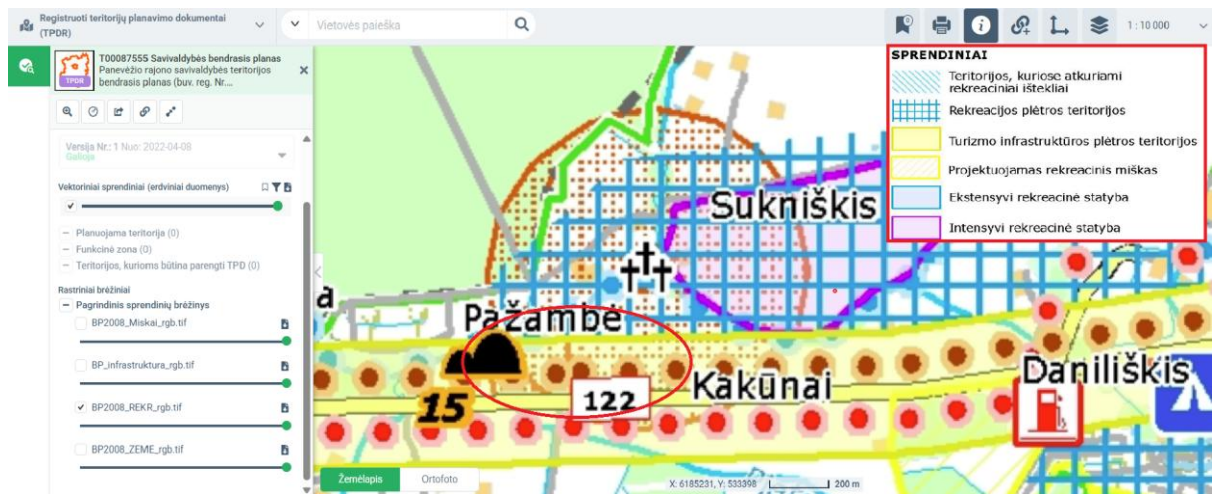 Registruoti teritorijų planavimo dokumentai
(TPDR)
Vietovės paieška
0
1 : 10 000
TPDR
T00087555 Savivaldybės bendrasis planas
Panevėžio rajono savivaldybės teritorijos
bendrasis planas (buv. reg. Nr....
Versija Nr.: 1 Nuo: 2022-04-08
Galioja
Vektoriniai sprendiniai (erdviniai duomenys)
Planuojama teritorija (0)
Funkcinė zona (0)
Teritorijos, kurioms būtina parengti TPD (0)
Rastriniai brėžiniai
Pagrindinis sprendinių brėžinys
BP2008_Miskai_rgb.tif
BP_infrastruktura_rgb.tif
BP2008_REKR_rgb.tif
BP2008_ZEME_rgb.tif
SPRENDINIAI
Teritorijos, kuriose atkuriami
rekreaciniai ištekliai
Rekreacijos plėtros teritorijos
Turizmo infrastruktūros plėtros teritorijos
Projektuojamas rekreacinis miškas
Ekstensyvi rekreacinė statyba
Intensyvi rekreacinė statyba
Sukniškis
a
Pažambė
Daniliškis
Kakūnai
122
15
Žemėlapis
Ortofoto
X: 6185231, Y: 533398
200 m